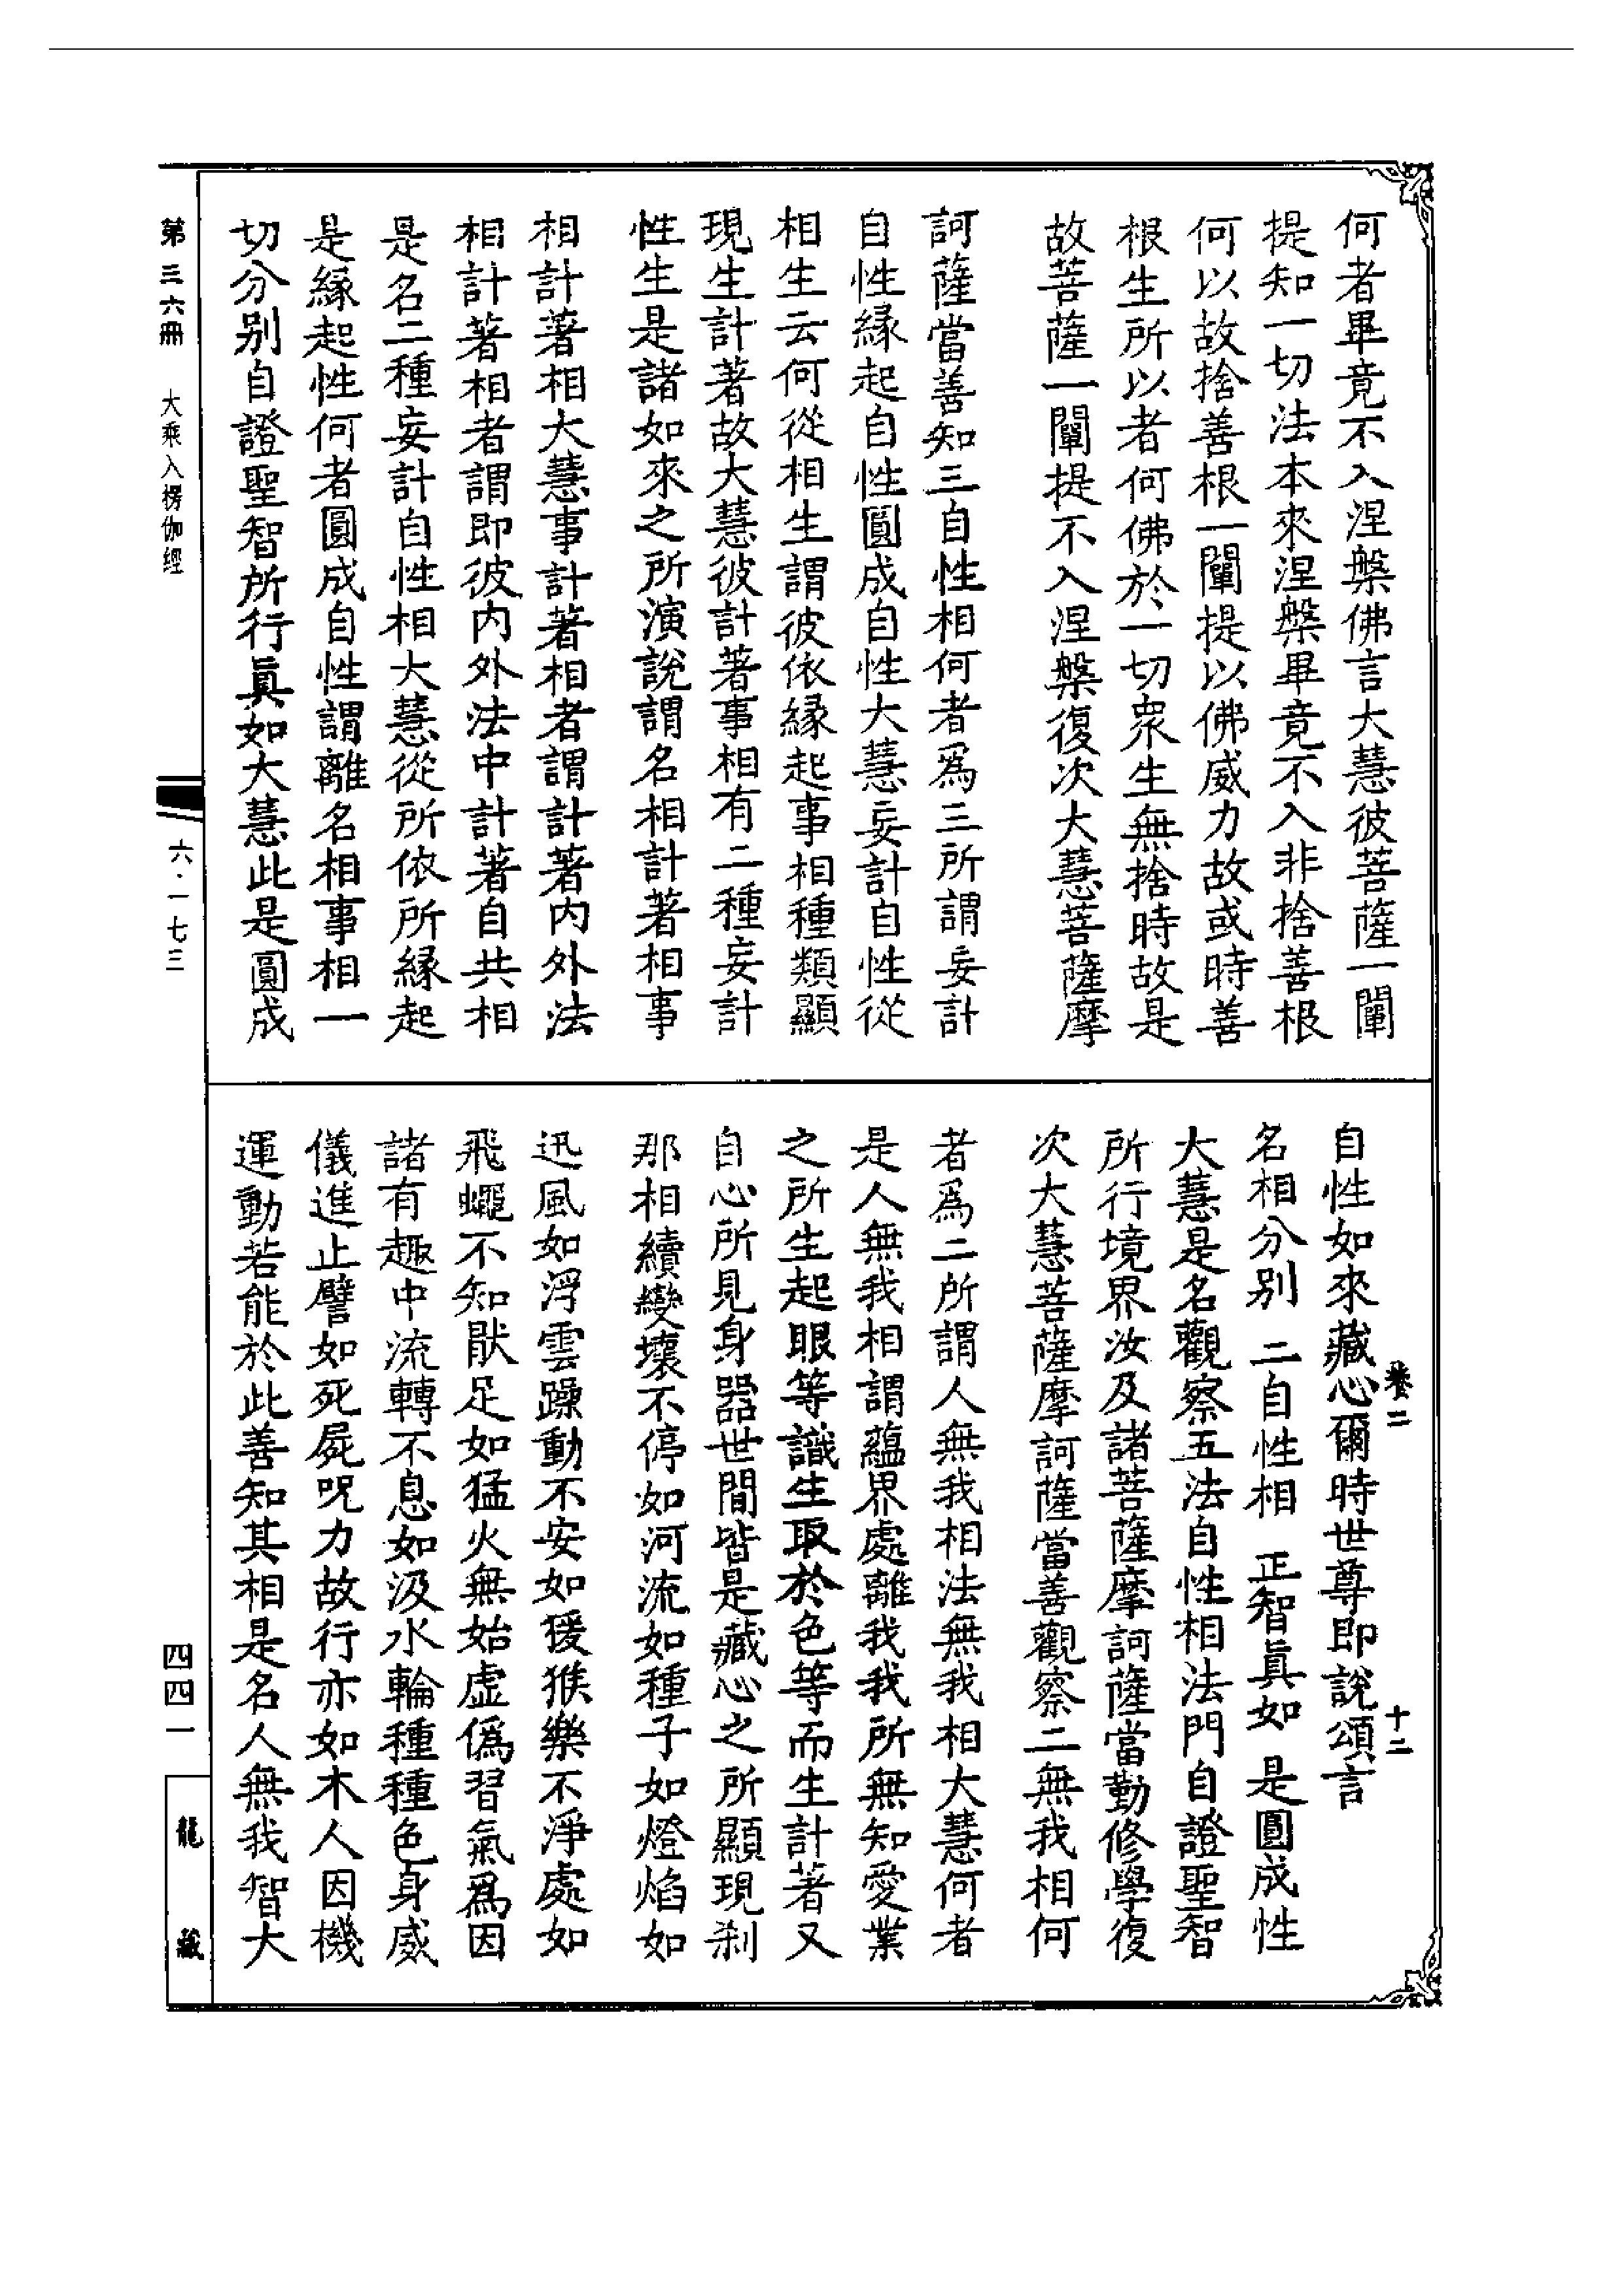 何者畢竟不入涅槃佛言大慧彼菩薩一闡
提知一切法本來涅槃畢竟不入非捨善根
何以故捨善根一闡提以佛威力故或時善
根生所以者何佛於一切眾生無捨時故是
故菩薩一闡提不入涅槃復次大慧菩薩摩
訶薩當善知三自性相何者爲三所謂妄計
自性緣起自性圓成自性大慧妄計自性從
相生云何從相生謂彼依緣起事相種類顯
現生計著故大慧彼計著事相有二種妄計
性生是諸如來之所演說謂名相計著相事
相計著相大慧事計著相者謂計著內外法
相計著相者謂即彼內外法中計著自共相
是名二種妄計自性相大慧從所依所緣起
是緣起性何者圓成自性謂離名相事相一
切分別自證聖智所行眞如大慧此是圓成
自性如來藏心爾時世尊即說頌言
名相分別 二自性相 正智眞如 是圓成性
大慧是名觀察五法自性相法門自證聖智
所行境界汝及諸菩薩摩訶薩當勤修學復
次大慧菩薩摩訶薩當善觀察二無我相何
者爲二所謂人無我相法無我相大慧何者
是人無我相謂蘊界處離我我所無知愛業
之所生起眼等識生取於色等而生計著又
自心所見身器世間皆是藏心之所顯現刹
那相續變壞不停如河流如種子如燈焰如
迅風如浮雲躁動不安如猨猴樂不淨處如
飛蠅不知厭足如猛火無始虛僞習氣爲因
諸有趣中流轉不息如汲水輪種種色身威
儀進止譬如死屍呪力故行亦如木人因機
運動若能於此善知其相是名人無我智大
卷二
十二
第三六冊 大乘入楞伽經
六·一七三
四四一
龍藏